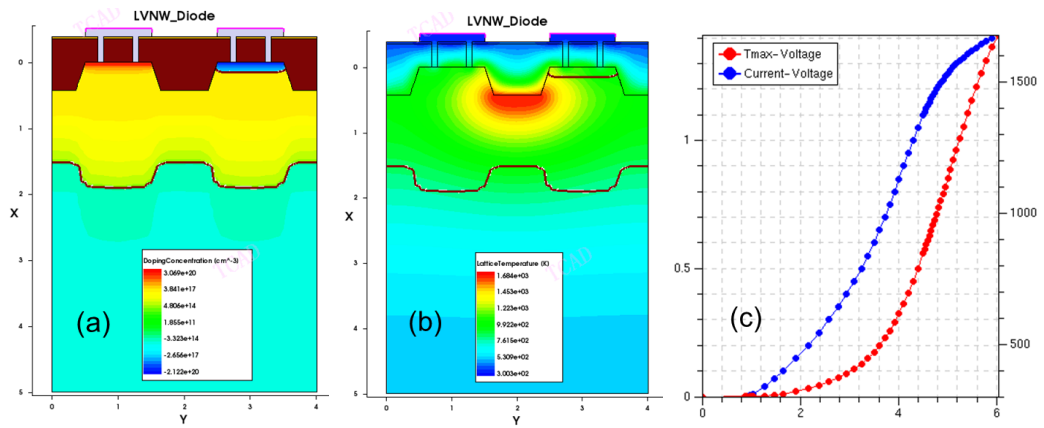 LVNW_Diode
TCAD
0
1
2
3
4
5
X
0
1
2
3
4
Y
DopingConcentration (cm^-3)
3.069e+20
3.841e+17
4.806e+14
1.855e+11
-3.323e+14
-2.656e+17
-2.122e+20
TCAD
(a)
LVNW_Diode
TCAD
0
1
2
3
4
5
X
0
1
2
3
4
Y
LatticeTemperature (K)
1.684e+03
1.453e+03
1.223e+03
9.922e+02
7.615e+02
5.309e+02
3.003e+02
TCAD
(b)
Tmax-Voltage
Current-Voltage
1
0.5
0
1500
1000
500
0
2
4
6
(c)